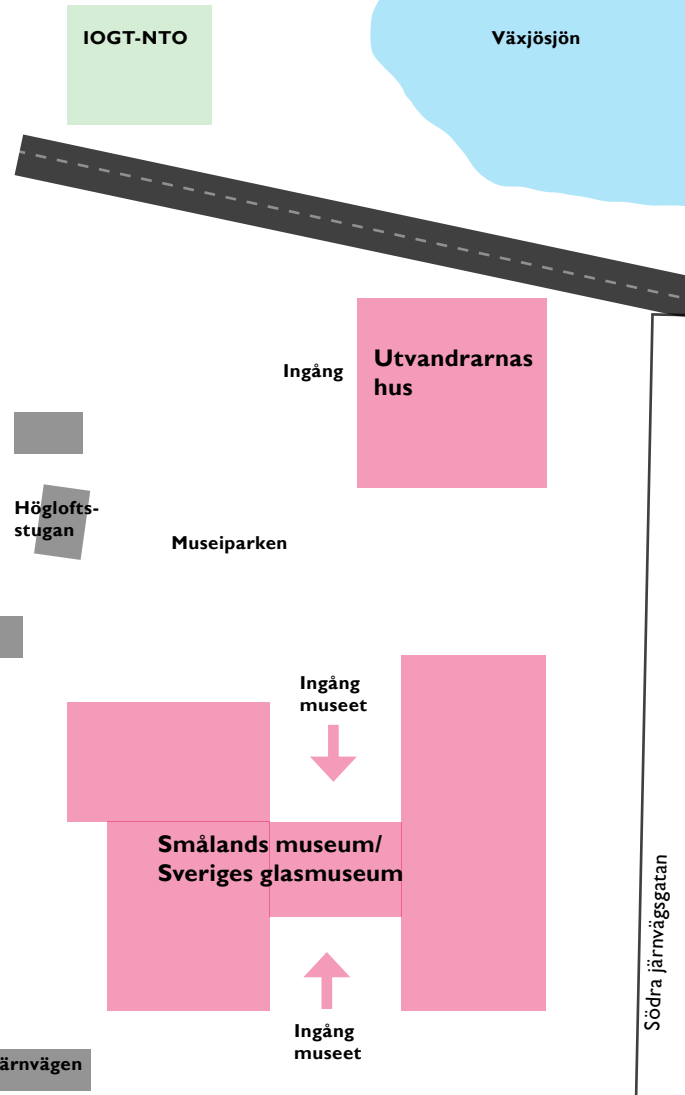 IOGT-NTO
Växjösjön
Ingång
Utvandrarnas
hus
Höglofts-
stugan
Museiparken
Ingång
museet
Smålands museum/
Sveriges glasmuseum
Södra järnvägsgatan
Ingång
museet
ärnvägen